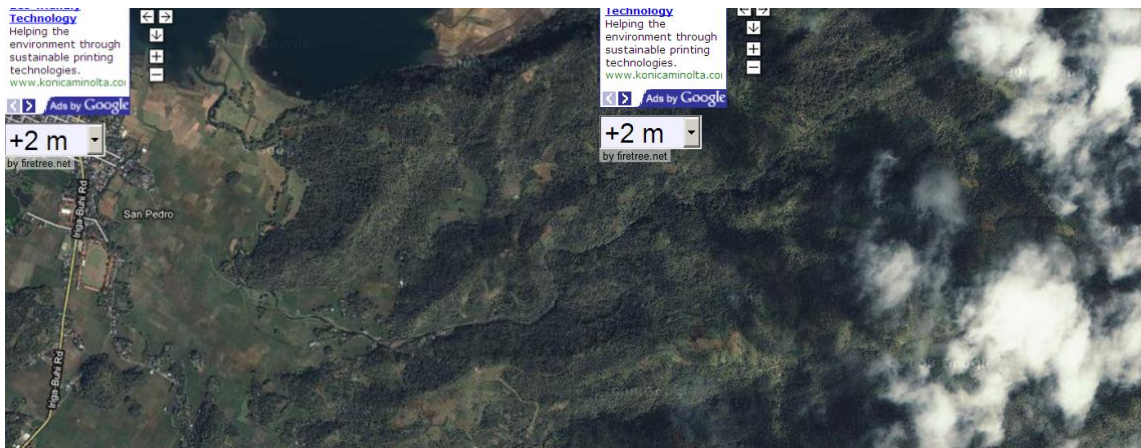 Technology
Helping the
environment through
sustainable printing
technologies.
www.konicaminolta.co
Ads by Google
+2 m
by firetree.net
San Pedro
Iriga-Buhi Rd
Iriga-Buhi Rd
Technology
Helping the
environment through
sustainable printing
technologies.
www.konicaminolta.co
Ads by Google
+2 m
by firetree.net